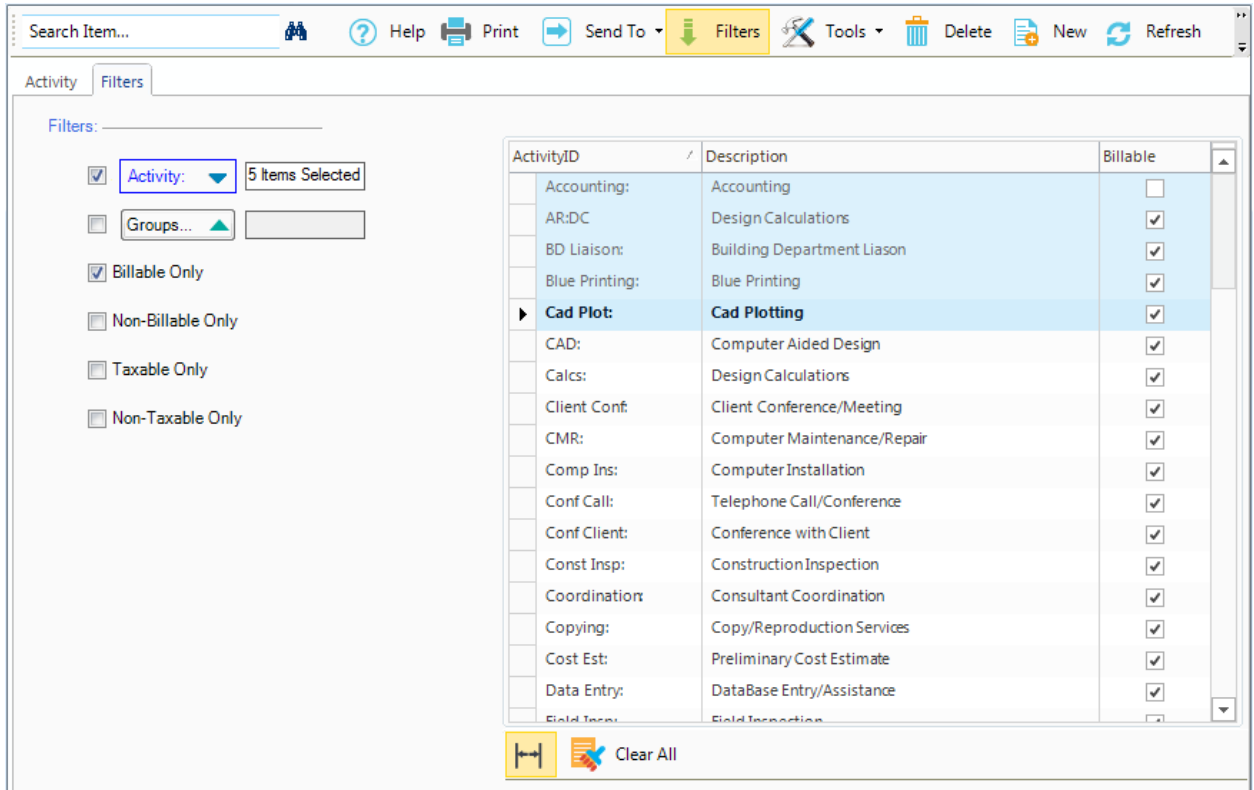 Search Item... Help Print Send To Filters Tools Delete New Refresh
Activity Filters
Filters:
Activity: 5 Items Selected
Groups...
Billable Only
Non-Billable Only
Taxable Only
Non-Taxable Only
ActivityID Description Billable
Accounting: Accounting
AR:DC Design Calculations
BD Liaison: Building Department Liason
Blue Printing: Blue Printing
Cad Plot: Cad Plotting
CAD: Computer Aided Design
Calcs: Design Calculations
Client Conf: Client Conference/Meeting
CMR: Computer Maintenance/Repair
Comp Ins: Computer Installation
Conf Call: Telephone Call/Conference
Conf Client: Conference with Client
Const Insp: Construction Inspection
Coordination: Consultant Coordination
Copying: Copy/Reproduction Services
Cost Est: Preliminary Cost Estimate
Data Entry: DataBase Entry/Assistance
Field Insp: Field Inspection
Clear All